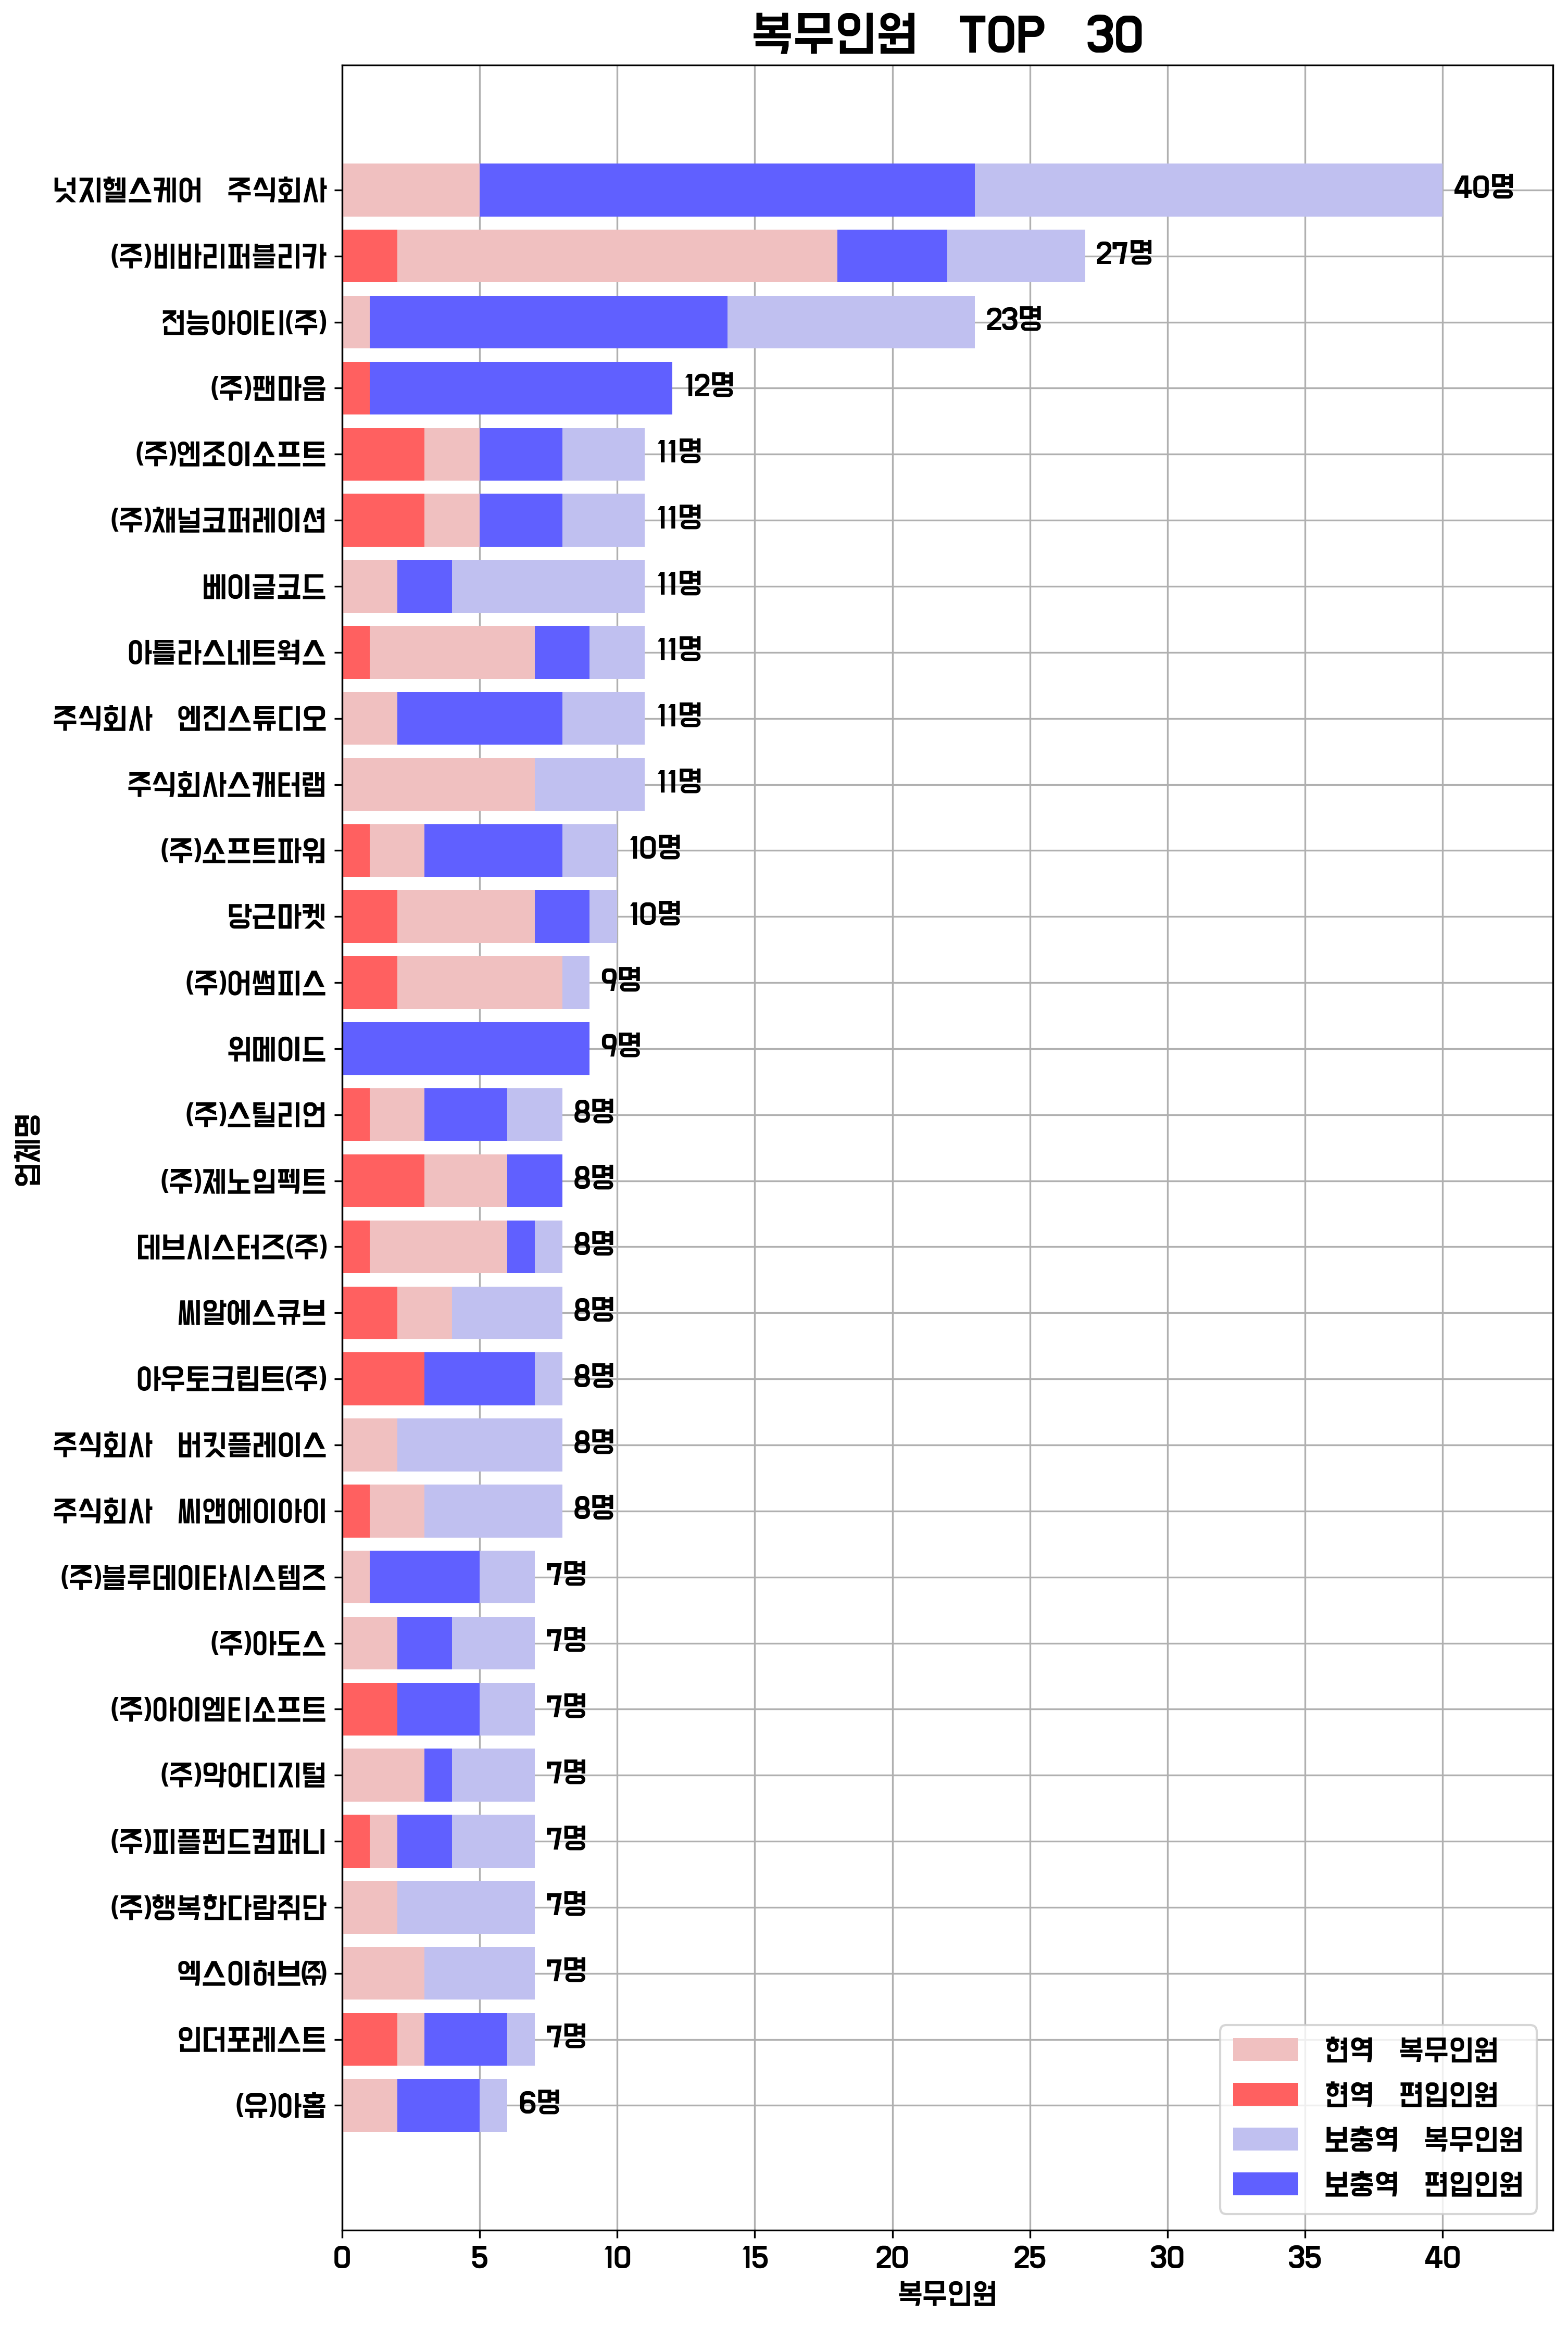 복무인원 TOP 30
넛지헬스케어 주식회사 40명
(주)비바리퍼블리카 27명
전능아이티(주) 23명
(주)팬마음 12명
(주)엔조이소프트 11명
(주)채널코퍼레이션 11명
베이글코드 11명
아틀라스네트웍스 11명
주식회사 엔진스튜디오 11명
주식회사스캐터랩 11명
(주)소프트파워 10명
당근마켓 10명
(주)어썸피스 9명
위메이드 9명
(주)스틸리언 8명
(주)제노임펙트 8명
데브시스터즈(주) 8명
씨알에스큐브 8명
아우토크립트(주) 8명
주식회사 버킷플레이스 8명
주식회사 씨앤에이아이 8명
(주)블루데이타시스템즈 7명
(주)아도스 7명
(주)아이엠티소프트 7명
(주)악어디지털 7명
(주)피플펀드컴퍼니 7명
(주)행복한다람쥐단 7명
엑스이허브㈜ 7명
인더포레스트 7명
(유)아홉 6명
업체명
현역 복무인원
현역 편입인원
보충역 복무인원
보충역 편입인원
0 5 10 15 20 25 30 35 40
복무인원